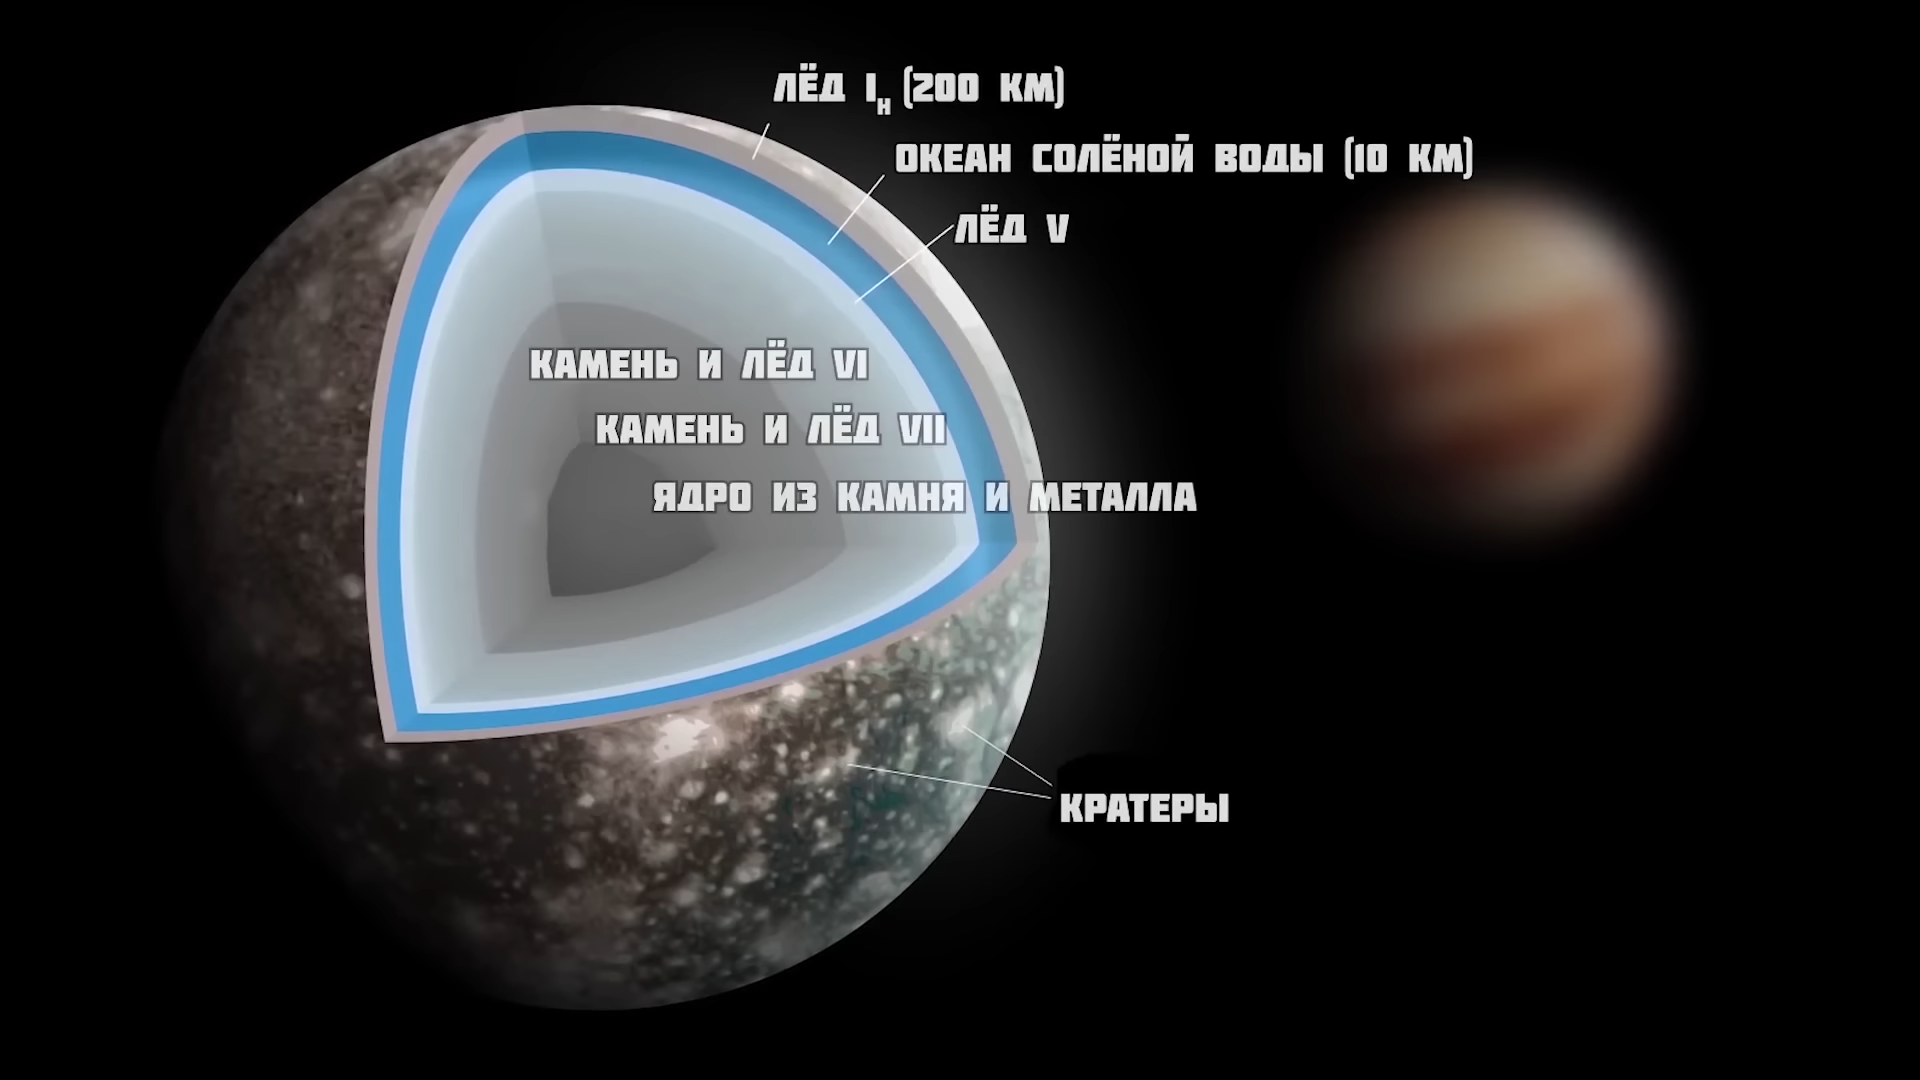 ЛЁД Iн (200 КМ)
ОКЕАН СОЛЁНОЙ ВОДЫ (10 КМ)
ЛЁД V
КАМЕНЬ И ЛЁД VI
КАМЕНЬ И ЛЁД VII
ЯДРО ИЗ КАМНЯ И МЕТАЛЛА
КРАТЕРЫ